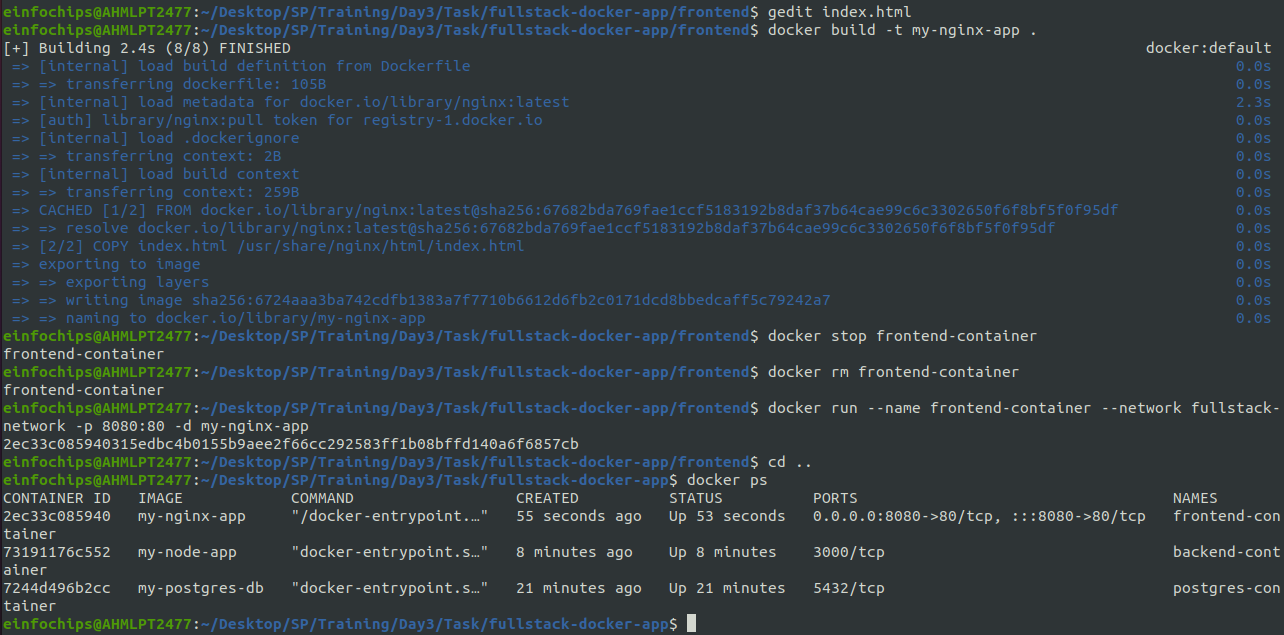 einfochips@AHMLPT2477:~/Desktop/SP/Training/Day3/Task/fullstack-docker-app/frontend$ gedit index.html
einfochips@AHMLPT2477:~/Desktop/SP/Training/Day3/Task/fullstack-docker-app/frontend$ docker build -t my-nginx-app .
[+] Building 2.4s (8/8) FINISHED docker:default
=> [internal] load build definition from Dockerfile 0.0s
=> => transferring dockerfile: 105B 0.0s
=> [internal] load metadata for docker.io/library/nginx:latest 2.3s
=> [auth] library/nginx:pull token for registry-1.docker.io 0.0s
=> [internal] load .dockerignore 0.0s
=> => transferring context: 2B 0.0s
=> [internal] load build context 0.0s
=> => transferring context: 259B 0.0s
=> CACHED [1/2] FROM docker.io/library/nginx:latest@sha256:67682bda769fae1ccf5183192b8daf37b64cae99c6c3302650f6f8bf5f0f95df 0.0s
=> => resolve docker.io/library/nginx:latest@sha256:67682bda769fae1ccf5183192b8daf37b64cae99c6c3302650f6f8bf5f0f95df 0.0s
=> [2/2] COPY index.html /usr/share/nginx/html/index.html 0.0s
=> exporting to image 0.0s
=> => exporting layers 0.0s
=> => writing image sha256:6724aaa3ba742cdfb1383a7f7710b6612d6fb2c0171dcd8bbedcaff5c79242a7 0.0s
=> => naming to docker.io/library/my-nginx-app 0.0s
einfochips@AHMLPT2477:~/Desktop/SP/Training/Day3/Task/fullstack-docker-app/frontend$ docker stop frontend-container
frontend-container
einfochips@AHMLPT2477:~/Desktop/SP/Training/Day3/Task/fullstack-docker-app/frontend$ docker rm frontend-container
frontend-container
einfochips@AHMLPT2477:~/Desktop/SP/Training/Day3/Task/fullstack-docker-app/frontend$ docker run --name frontend-container --network fullstack-
network -p 8080:80 -d my-nginx-app
2ec33c085940315edbc4b0155b9aee2f66cc292583ff1b08bffd140a6f6857cb
einfochips@AHMLPT2477:~/Desktop/SP/Training/Day3/Task/fullstack-docker-app/frontend$ cd ..
einfochips@AHMLPT2477:~/Desktop/SP/Training/Day3/Task/fullstack-docker-app$ docker ps
CONTAINER ID IMAGE COMMAND CREATED STATUS PORTS NAMES
2ec33c085940 my-nginx-app "/docker-entrypoint.…" 55 seconds ago Up 53 seconds 0.0.0.0:8080->80/tcp, :::8080->80/tcp frontend-con
tainer
73191176c552 my-node-app "docker-entrypoint.s…" 8 minutes ago Up 8 minutes 3000/tcp backend-cont
ainer
7244d496b2cc my-postgres-db "docker-entrypoint.s…" 21 minutes ago Up 21 minutes 5432/tcp postgres-con
tainer
einfochips@AHMLPT2477:~/Desktop/SP/Training/Day3/Task/fullstack-docker-app$